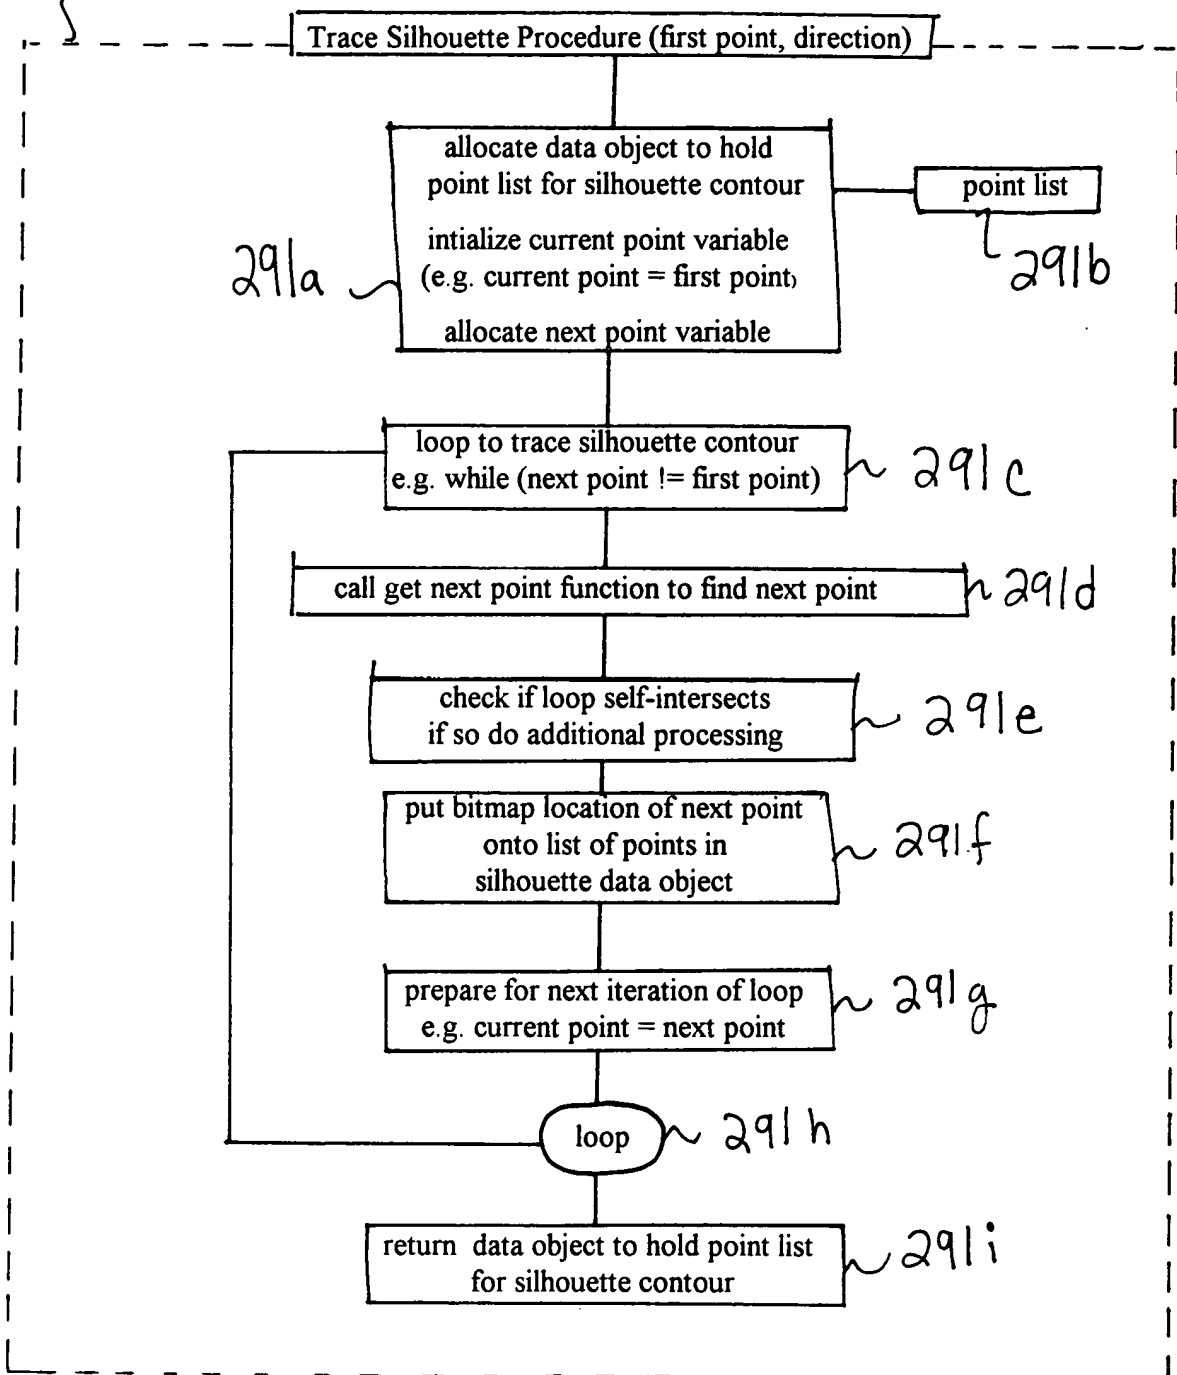 Trace Silhouette Procedure (first point, direction)
allocate data object to hold
point list for silhouette contour
intialize current point variable
(e.g. current point = first point)
allocate next point variable
point list
291a
291b
loop to trace silhouette contour
e.g. while (next point != first point)
291c
call get next point function to find next point
291d
check if loop self-intersects
if so do additional processing
291e
put bitmap location of next point
onto list of points in
silhouette data object
291f
prepare for next iteration of loop
e.g. current point = next point
291g
loop
291h
return data object to hold point list
for silhouette contour
291i